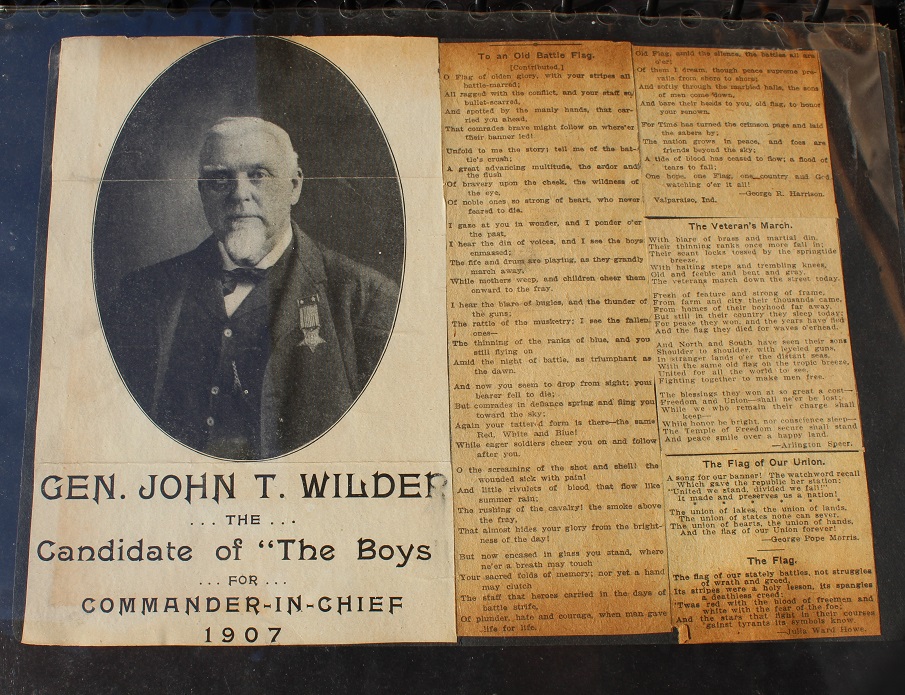 GEN. JOHN T. WILDER
... THE ...
Candidate of "The Boys
... FOR ...
COMMANDER-IN-CHIEF
1907
To an Old Battle Flag.
[Contributed.]
O Flag of olden glory, with your stripes all
battle-marred;
All ragged with the conflict, and your staff so
bullet-scarred,
And spotted by the manly hands, that car-
ried you ahead,
That comrades brave might follow on where'er
their banner led!
Unfold to me the story; tell me of the bat-
tle's crush;
A great advancing multitude, the ardor and
the flush
Of bravery upon the cheek, the wildness of
the eye,
Of noble ones so strong of heart, who never
feared to die.
I gaze at you in wonder, and I ponder o'er
the past,
I hear the din of voices, and I see the boys
enmassed;
The fife and drum are playing, as they grandly
march away,
While mothers weep, and children cheer them
onward to the fray.
I hear the blare of bugles, and the thunder of
the guns;
The rattle of the musketry; I see the fallen
ones—
The thinning of the ranks of blue, and you
still flying on
Amid the night of battle, as triumphant as
the dawn.
And now you seem to drop from sight; your
bearer fell to die;
But comrades in defiance spring and fling you
toward the sky;
Again your tattered form is there—the same
Red, White and Blue!
While eager soldiers cheer you on and follow
after you.
O the screaming of the shot and shell! the
wounded sick with pain!
And little rivulets of blood that flow like
summer rain;
The rushing of the cavalry! the smoke above
the fray,
That almost hides your glory from the bright-
ness of the day!
But now encased in glass you stand, where
ne'er a breath may touch
Your sacred folds of memory; nor yet a hand
may clutch
The staff that heroes carried in the days of
battle strife,
Of plunder, hate and courage, when man gave
life for life.
Old Flag, amid the silence, the battles all are
o'er;
Of them I dream, though peace supreme pre-
vails from shore to shore;
And softly through the marbled halls, the sons
of men come down,
And bare their heads to you, old flag, to honor
your renown.
For Time has turned the crimson page and laid
the sabers by;
The nation grows in peace, and foes are
friends beyond the sky;
A tide of blood has ceased to flow; a flood of
tears to fall;
One hope, one Flag, one country and God
watching o'er it all!
—George R. Harrison.
Valparaiso, Ind.
The Veteran's March.
With blare of brass and martial din,
Their thinning ranks once more fall in;
Their scant locks tossed by the springtide
breeze,
With halting steps and trembling knees,
Old and feeble and bent and gray,
The veterans march down the street today.
Fresh of feature and strong of frame,
From farm and city their thousands came,
From homes of their boyhood far away,
But still in their country they sleep today;
For peace they won, and the years have fled
And the flag they died for waves o'erhead.
And North and South have seen their sons
Shoulder to shoulder, with leveled guns,
In stranger lands o'er the distant seas,
With the same old flag on the tropic breeze,
United for all the world to see,
Fighting together to make men free.
The blessings they won at so great a cost—
Freedom and Union—shall ne'er be lost;
While we who remain their charge shall
keep—
While honor be bright, nor conscience sleep—
The Temple of Freedom secure shall stand
And peace smile over a happy land.
—Arlington Speer.
The Flag of Our Union.
A song for our banner! The watchword recall
Which gave the republic her station:
"United we stand, divided we fall!"
It made and preserves us a nation!
The union of lakes, the union of lands,
The union of states none can sever,
The union of hearts, the union of hands,
And the flag of our Union forever!
—George Pope Morris.
The Flag.
The flag of our stately battles, not struggles
of wrath and greed,
Its stripes were a holy lesson, its spangles
a deathless creed;
'Twas red with the blood of freemen and
white with the fear of the foe;
And the stars that fight in their courses
'gainst tyrants its symbols know.
—Julia Ward Howe.